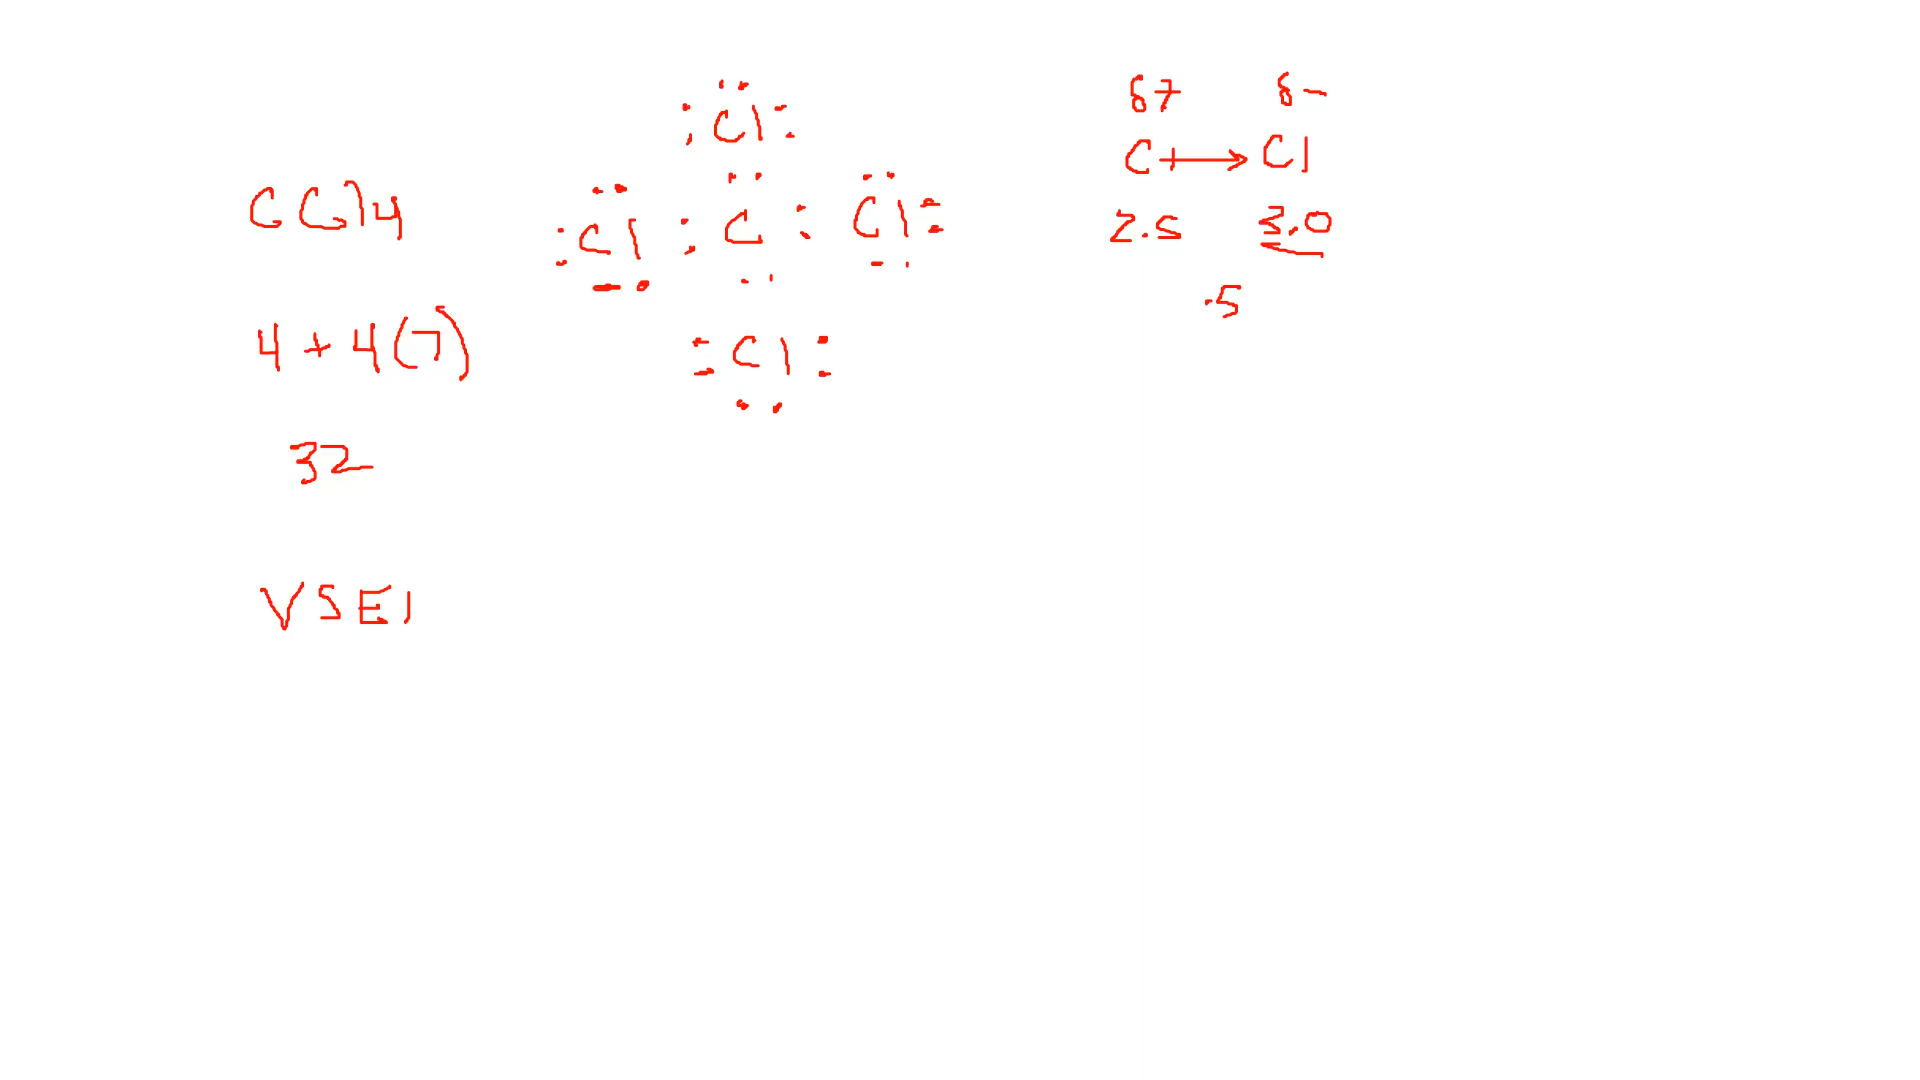 CCl4
4 + 4(7)
32
VSEI
Cl
Cl : C : Cl
Cl
δ+ δ-
C → Cl
2.5 3.0
.5